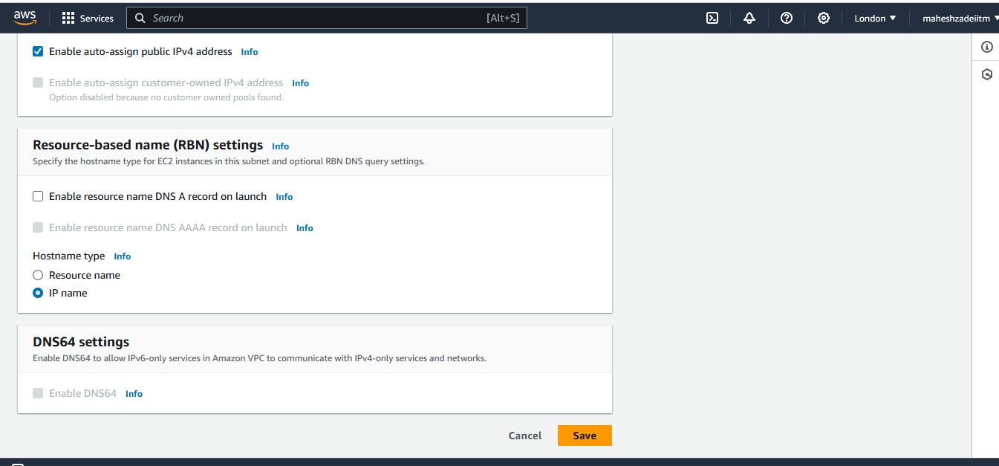 aws Services Search [Alt+S] London maheshzadeiitm
Enable auto-assign public IPv4 address Info
Enable auto-assign customer-owned IPv4 address Info
Option disabled because no customer owned pools found.
Resource-based name (RBN) settings Info
Specify the hostname type for EC2 instances in this subnet and optional RBN DNS query settings.
Enable resource name DNS A record on launch Info
Enable resource name DNS AAAA record on launch Info
Hostname type Info
Resource name
IP name
DNS64 settings
Enable DNS64 to allow IPv6-only services in Amazon VPC to communicate with IPv4-only services and networks.
Enable DNS64 Info
Cancel Save